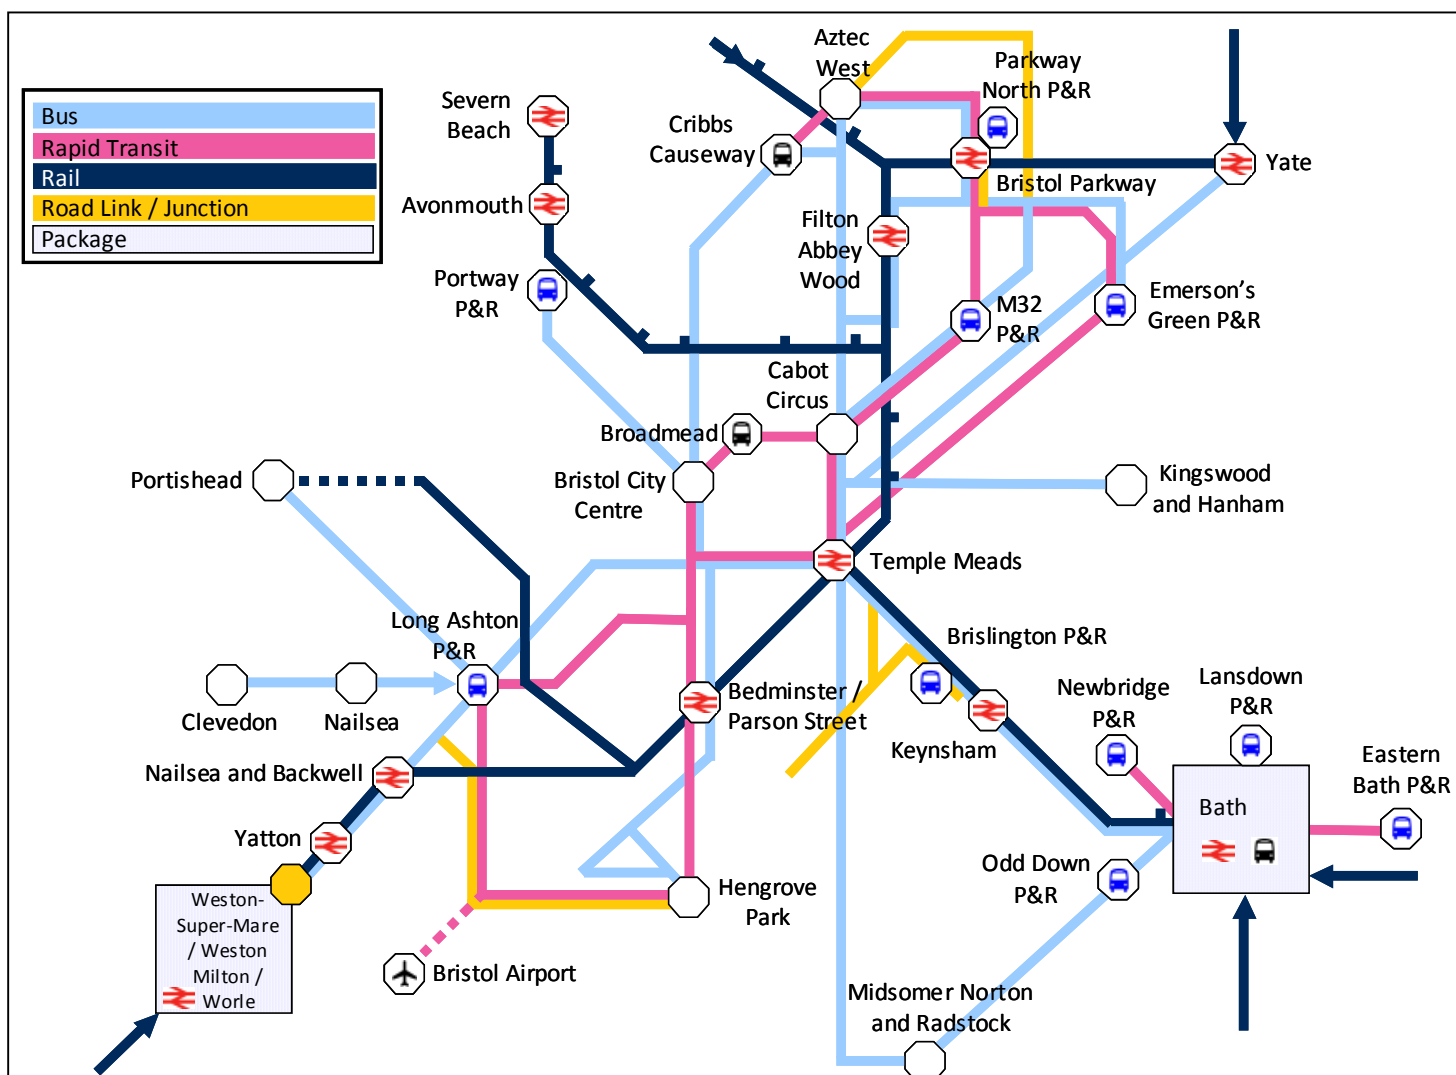 Bus
Rapid Transit
Rail
Road Link / Junction
Package
Aztec
West
Parkway
North P&R
Severn
Beach
Cribbs
Causeway
Yate
Bristol Parkway
Avonmouth
Filton
Abbey
Wood
Portway
P&R
M32
P&R
Emerson’s
Green P&R
Cabot
Circus
Broadmead
Portishead
Bristol City
Centre
Kingswood
and Hanham
Temple Meads
Long Ashton
P&R
Brislington P&R
Clevedon
Nailsea
Bedminster /
Parson Street
Keynsham
Newbridge
P&R
Lansdown
P&R
Eastern
Bath P&R
Nailsea and Backwell
Bath
Yatton
Odd Down
P&R
Hengrove
Park
Weston-
Super-Mare
/ Weston
Milton /
Worle
Bristol Airport
Midsomer Norton
and Radstock